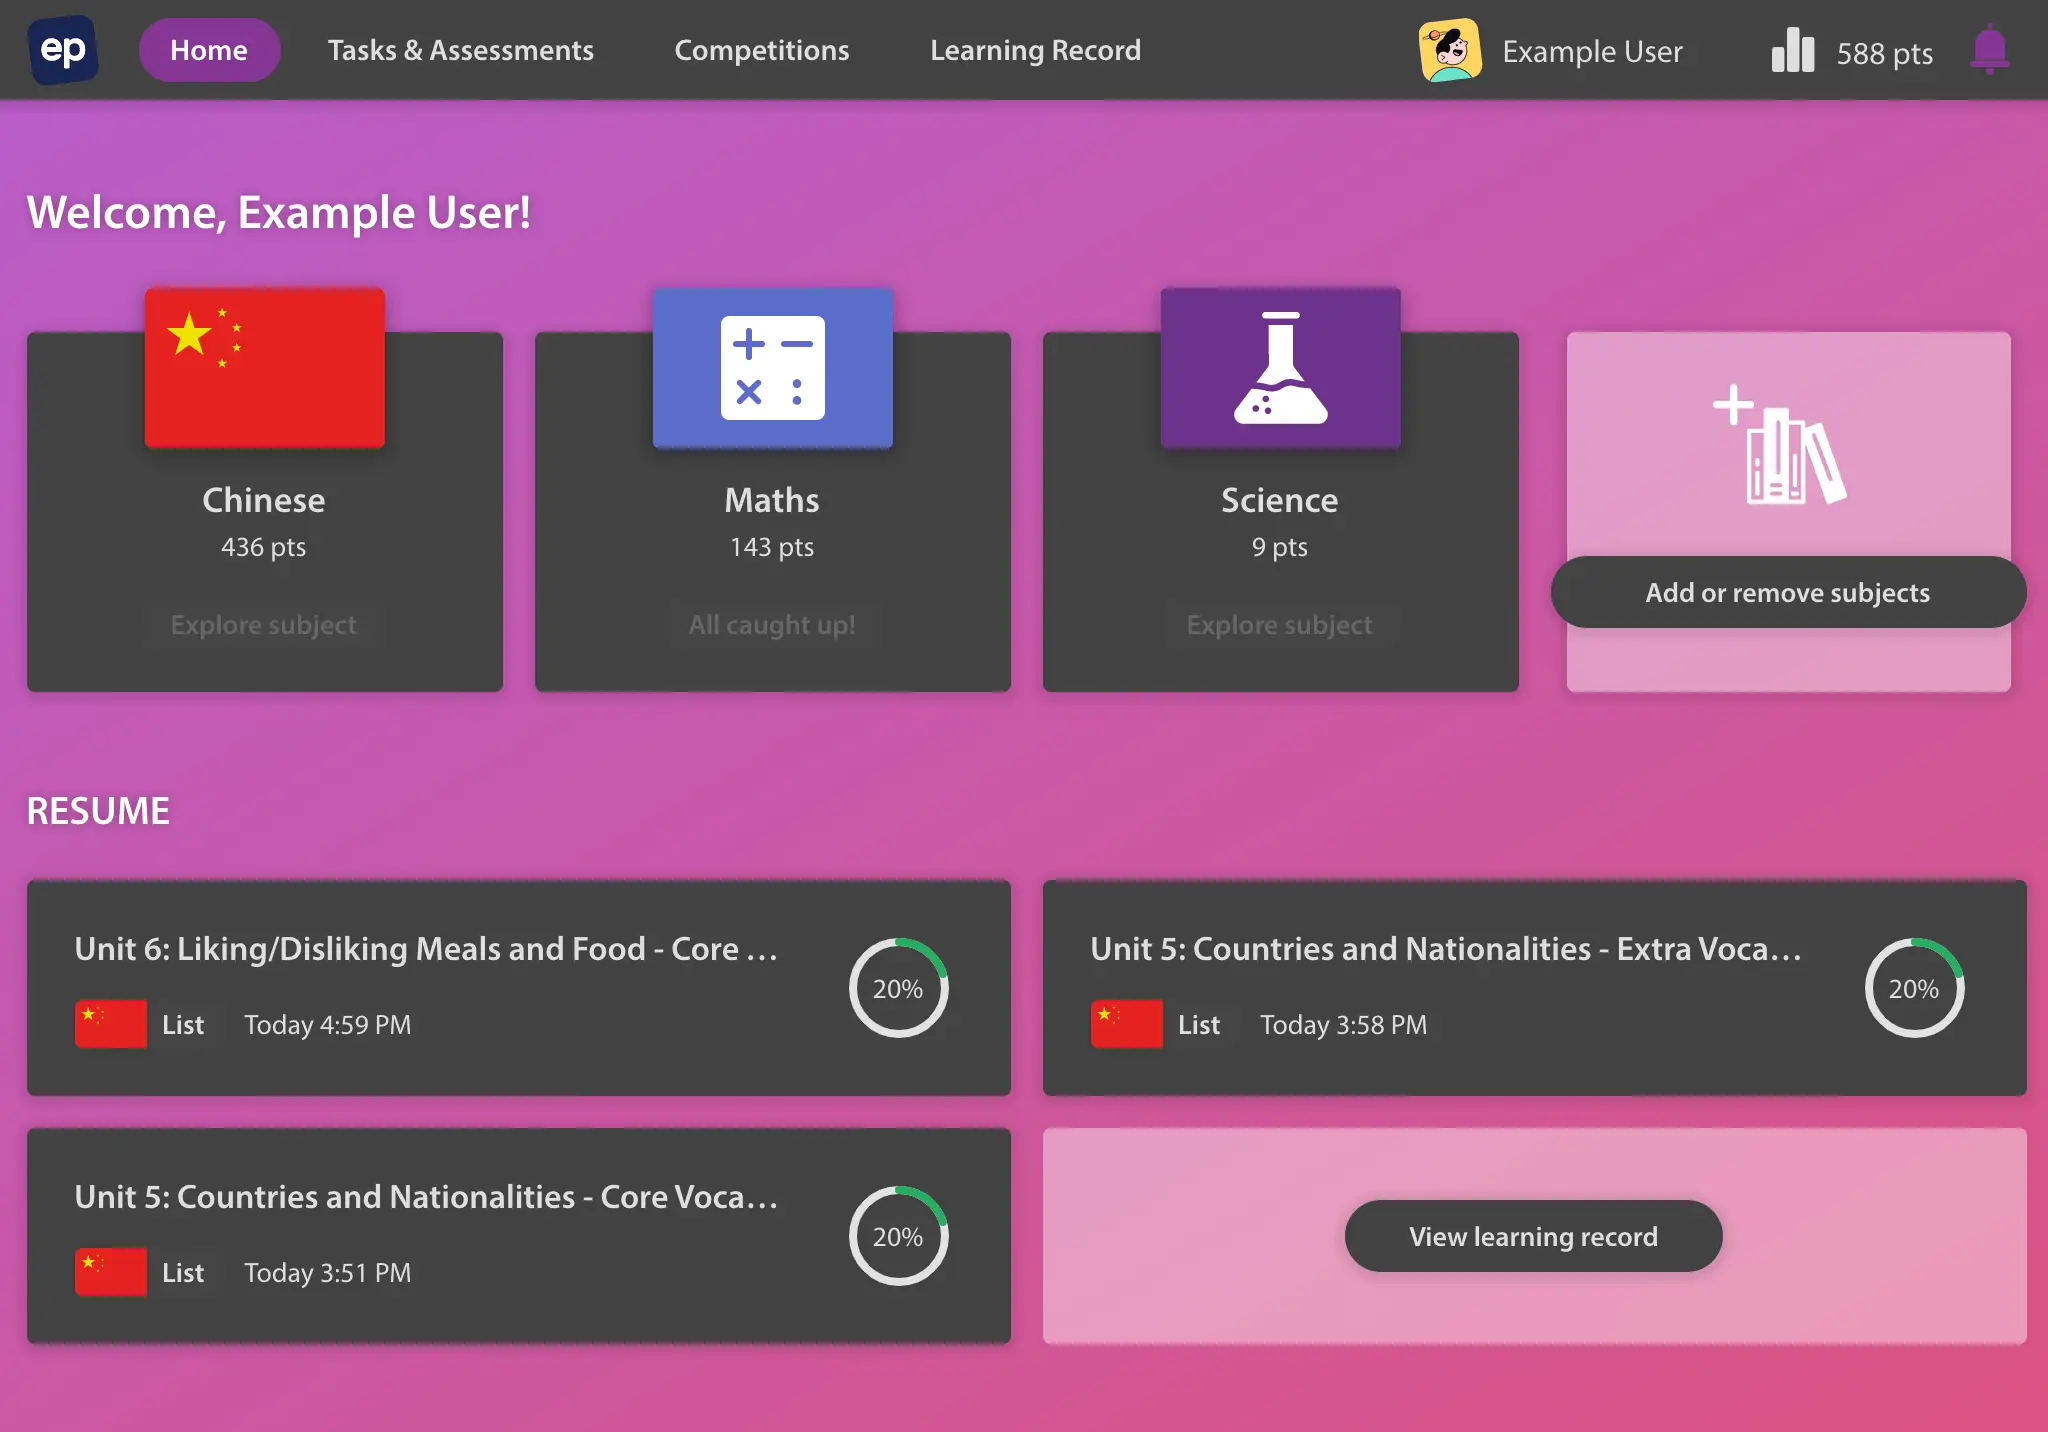 ep
Home
Tasks & Assessments
Competitions
Learning Record
Example User
588 pts
Welcome, Example User!
Chinese
436 pts
Explore subject
Maths
143 pts
All caught up!
Science
9 pts
Explore subject
Add or remove subjects
RESUME
Unit 6: Liking/Disliking Meals and Food - Core ...
List Today 4:59 PM
20%
Unit 5: Countries and Nationalities - Extra Voca...
List Today 3:58 PM
20%
Unit 5: Countries and Nationalities - Core Voca...
List Today 3:51 PM
20%
View learning record